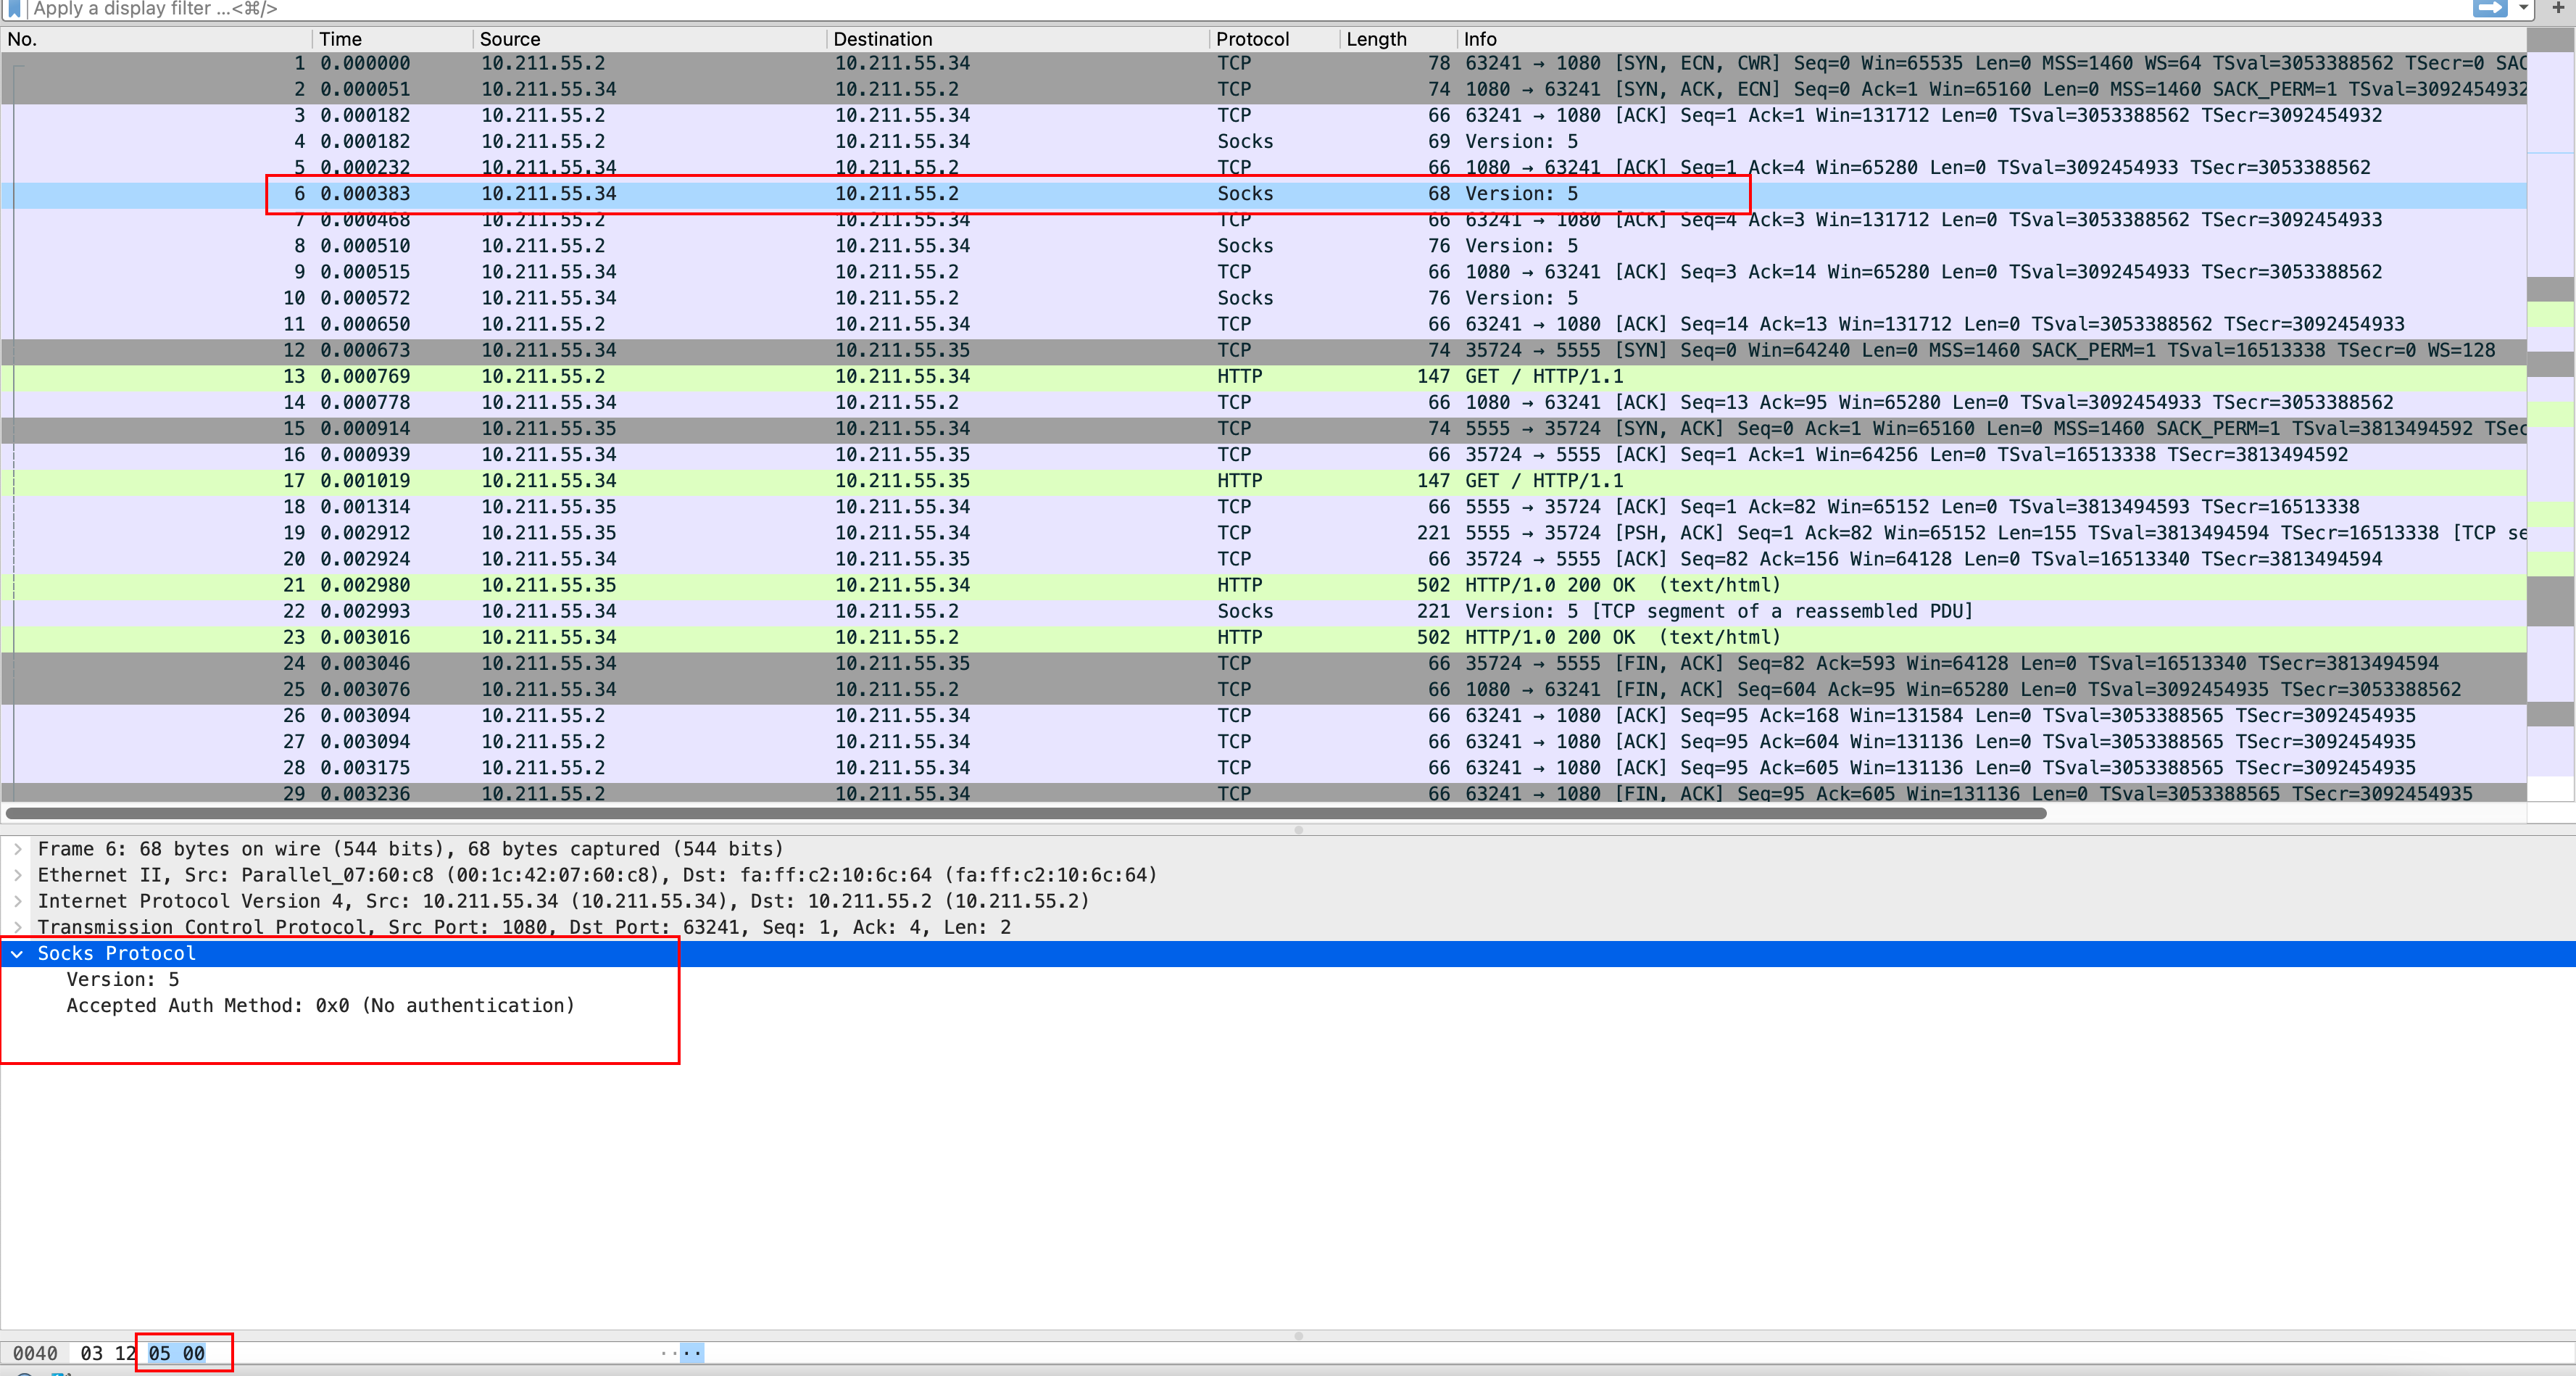 Apply a display filter ...<⌘/>
No. Time Source Destination Protocol Length Info
1 0.000000 10.211.55.2 10.211.55.34 TCP 78 63241 → 1080 [SYN, ECN, CWR] Seq=0 Win=65535 Len=0 MSS=1460 WS=64 TSval=3053388562 TSecr=0 SAC
2 0.000051 10.211.55.34 10.211.55.2 TCP 74 1080 → 63241 [SYN, ACK, ECN] Seq=0 Ack=1 Win=65160 Len=0 MSS=1460 SACK_PERM=1 TSval=3092454932
3 0.000182 10.211.55.2 10.211.55.34 TCP 66 63241 → 1080 [ACK] Seq=1 Ack=1 Win=131712 Len=0 TSval=3053388562 TSecr=3092454932
4 0.000182 10.211.55.2 10.211.55.34 Socks 69 Version: 5
5 0.000232 10.211.55.34 10.211.55.2 TCP 66 1080 → 63241 [ACK] Seq=1 Ack=4 Win=65280 Len=0 TSval=3092454933 TSecr=3053388562
6 0.000383 10.211.55.34 10.211.55.2 Socks 68 Version: 5
7 0.000468 10.211.55.2 10.211.55.34 TCP 66 63241 → 1080 [ACK] Seq=4 Ack=3 Win=131712 Len=0 TSval=3053388562 TSecr=3092454933
8 0.000510 10.211.55.2 10.211.55.34 Socks 76 Version: 5
9 0.000515 10.211.55.34 10.211.55.2 TCP 66 1080 → 63241 [ACK] Seq=3 Ack=14 Win=65280 Len=0 TSval=3092454933 TSecr=3053388562
10 0.000572 10.211.55.34 10.211.55.2 Socks 76 Version: 5
11 0.000650 10.211.55.2 10.211.55.34 TCP 66 63241 → 1080 [ACK] Seq=14 Ack=13 Win=131712 Len=0 TSval=3053388562 TSecr=3092454933
12 0.000673 10.211.55.34 10.211.55.35 TCP 74 35724 → 5555 [SYN] Seq=0 Win=64240 Len=0 MSS=1460 SACK_PERM=1 TSval=16513338 TSecr=0 WS=128
13 0.000769 10.211.55.2 10.211.55.34 HTTP 147 GET / HTTP/1.1
14 0.000778 10.211.55.34 10.211.55.2 TCP 66 1080 → 63241 [ACK] Seq=13 Ack=95 Win=65280 Len=0 TSval=3092454933 TSecr=3053388562
15 0.000914 10.211.55.35 10.211.55.34 TCP 74 5555 → 35724 [SYN, ACK] Seq=0 Ack=1 Win=65160 Len=0 MSS=1460 SACK_PERM=1 TSval=3813494592 TSec
16 0.000939 10.211.55.34 10.211.55.35 TCP 66 35724 → 5555 [ACK] Seq=1 Ack=1 Win=64256 Len=0 TSval=16513338 TSecr=3813494592
17 0.001019 10.211.55.34 10.211.55.35 HTTP 147 GET / HTTP/1.1
18 0.001314 10.211.55.35 10.211.55.34 TCP 66 5555 → 35724 [ACK] Seq=1 Ack=82 Win=65152 Len=0 TSval=3813494593 TSecr=16513338
19 0.002912 10.211.55.35 10.211.55.34 TCP 221 5555 → 35724 [PSH, ACK] Seq=1 Ack=82 Win=65152 Len=155 TSval=3813494594 TSecr=16513338 [TCP se
20 0.002924 10.211.55.34 10.211.55.35 TCP 66 35724 → 5555 [ACK] Seq=82 Ack=156 Win=64128 Len=0 TSval=16513340 TSecr=3813494594
21 0.002980 10.211.55.35 10.211.55.34 HTTP 502 HTTP/1.0 200 OK (text/html)
22 0.002993 10.211.55.34 10.211.55.2 Socks 221 Version: 5 [TCP segment of a reassembled PDU]
23 0.003016 10.211.55.34 10.211.55.2 HTTP 502 HTTP/1.0 200 OK (text/html)
24 0.003046 10.211.55.34 10.211.55.35 TCP 66 35724 → 5555 [FIN, ACK] Seq=82 Ack=593 Win=64128 Len=0 TSval=16513340 TSecr=3813494594
25 0.003076 10.211.55.34 10.211.55.2 TCP 66 1080 → 63241 [FIN, ACK] Seq=604 Ack=95 Win=65280 Len=0 TSval=3092454935 TSecr=3053388562
26 0.003094 10.211.55.2 10.211.55.34 TCP 66 63241 → 1080 [ACK] Seq=95 Ack=168 Win=131584 Len=0 TSval=3053388565 TSecr=3092454935
27 0.003094 10.211.55.2 10.211.55.34 TCP 66 63241 → 1080 [ACK] Seq=95 Ack=604 Win=131136 Len=0 TSval=3053388565 TSecr=3092454935
28 0.003175 10.211.55.2 10.211.55.34 TCP 66 63241 → 1080 [ACK] Seq=95 Ack=605 Win=131136 Len=0 TSval=3053388565 TSecr=3092454935
29 0.003236 10.211.55.2 10.211.55.34 TCP 66 63241 → 1080 [FIN, ACK] Seq=95 Ack=605 Win=131136 Len=0 TSval=3053388565 TSecr=3092454935
Frame 6: 68 bytes on wire (544 bits), 68 bytes captured (544 bits)
Ethernet II, Src: Parallel_07:60:c8 (00:1c:42:07:60:c8), Dst: fa:ff:c2:10:6c:64 (fa:ff:c2:10:6c:64)
Internet Protocol Version 4, Src: 10.211.55.34 (10.211.55.34), Dst: 10.211.55.2 (10.211.55.2)
Transmission Control Protocol, Src Port: 1080, Dst Port: 63241, Seq: 1, Ack: 4, Len: 2
Socks Protocol
Version: 5
Accepted Auth Method: 0x0 (No authentication)
0040 03 12 05 00 ····